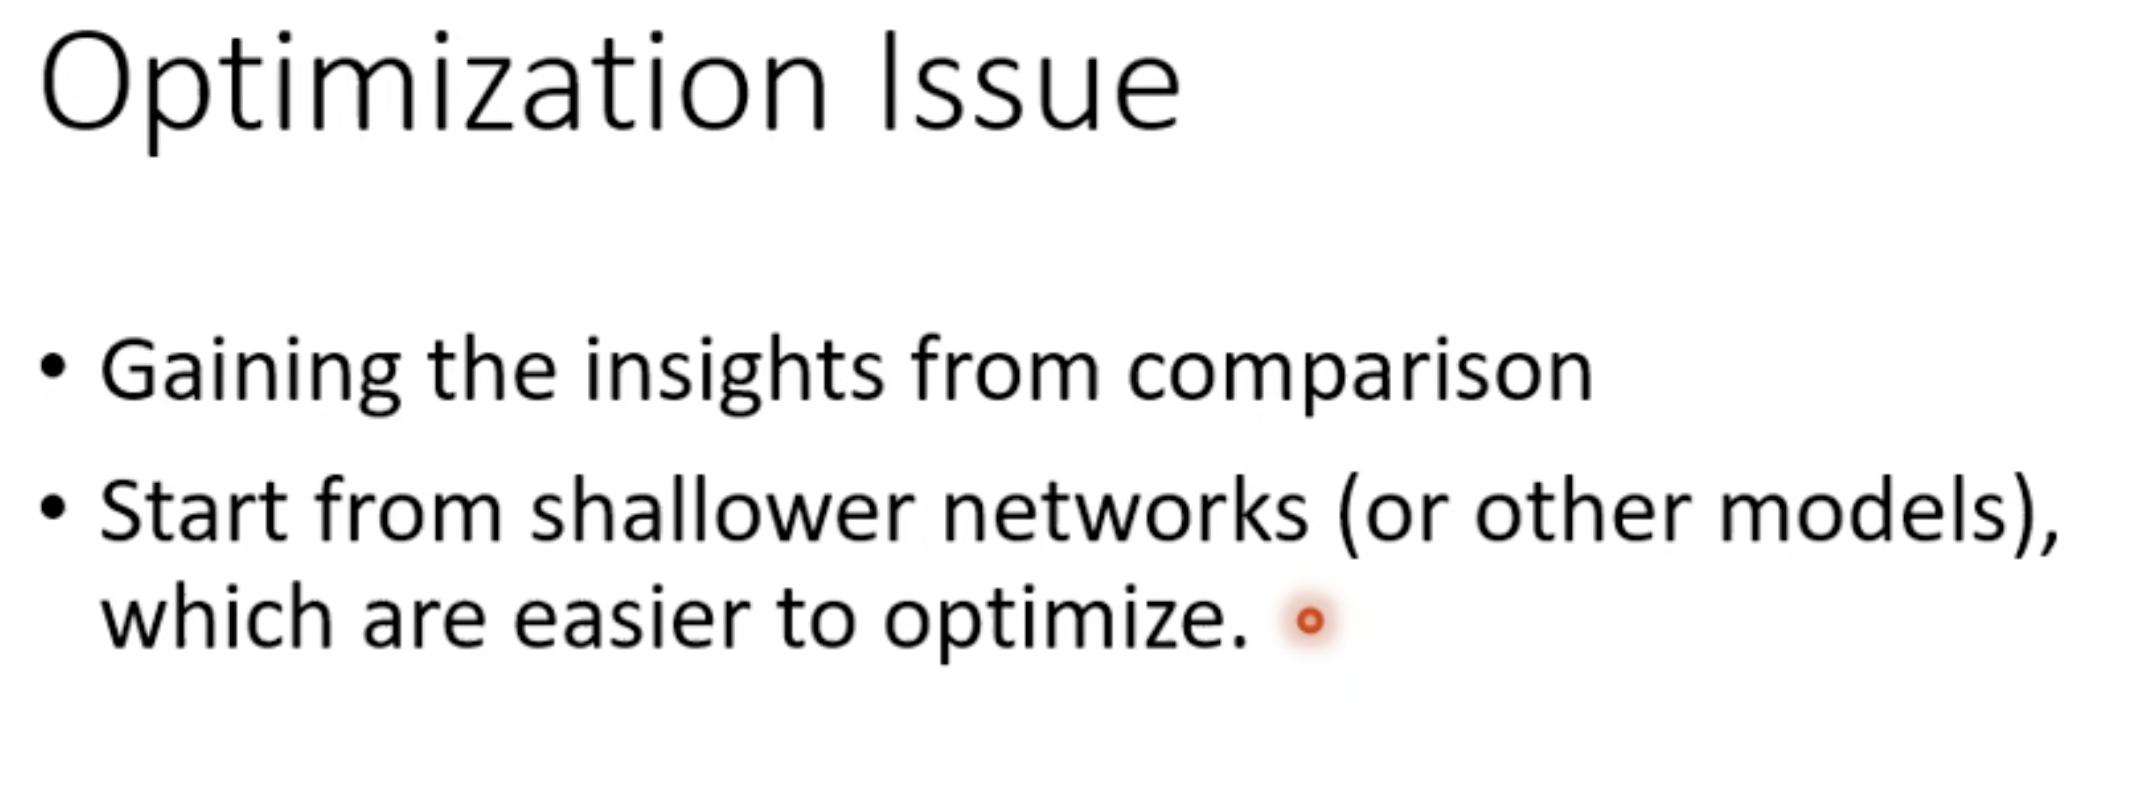 Optimization Issue
• Gaining the insights from comparison
• Start from shallower networks (or other models),
which are easier to optimize.